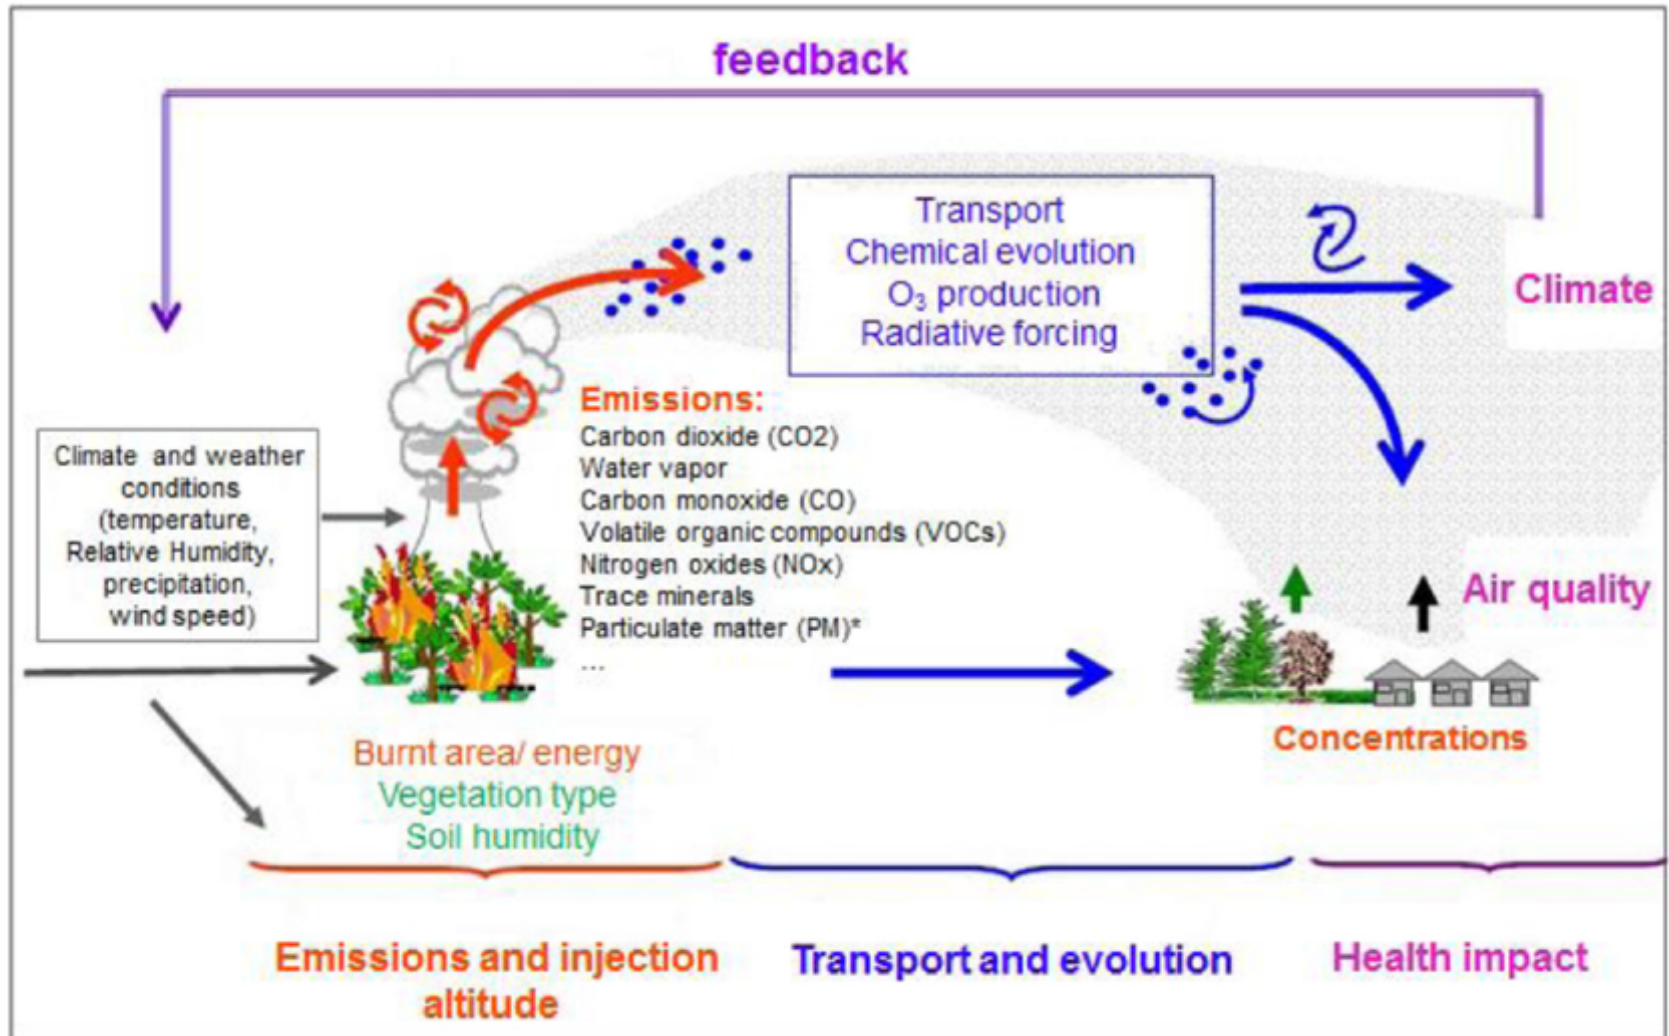 feedback
Transport
Chemical evolution
O₃ production
Radiative forcing
Climate
Emissions:
Carbon dioxide (CO2)
Water vapor
Carbon monoxide (CO)
Volatile organic compounds (VOCs)
Nitrogen oxides (NOx)
Trace minerals
Particulate matter (PM)*
...
Climate and weather
conditions
(temperature,
Relative Humidity,
precipitation,
wind speed)
Air quality
Concentrations
Burnt area/ energy
Vegetation type
Soil humidity
Emissions and injection
altitude
Transport and evolution
Health impact